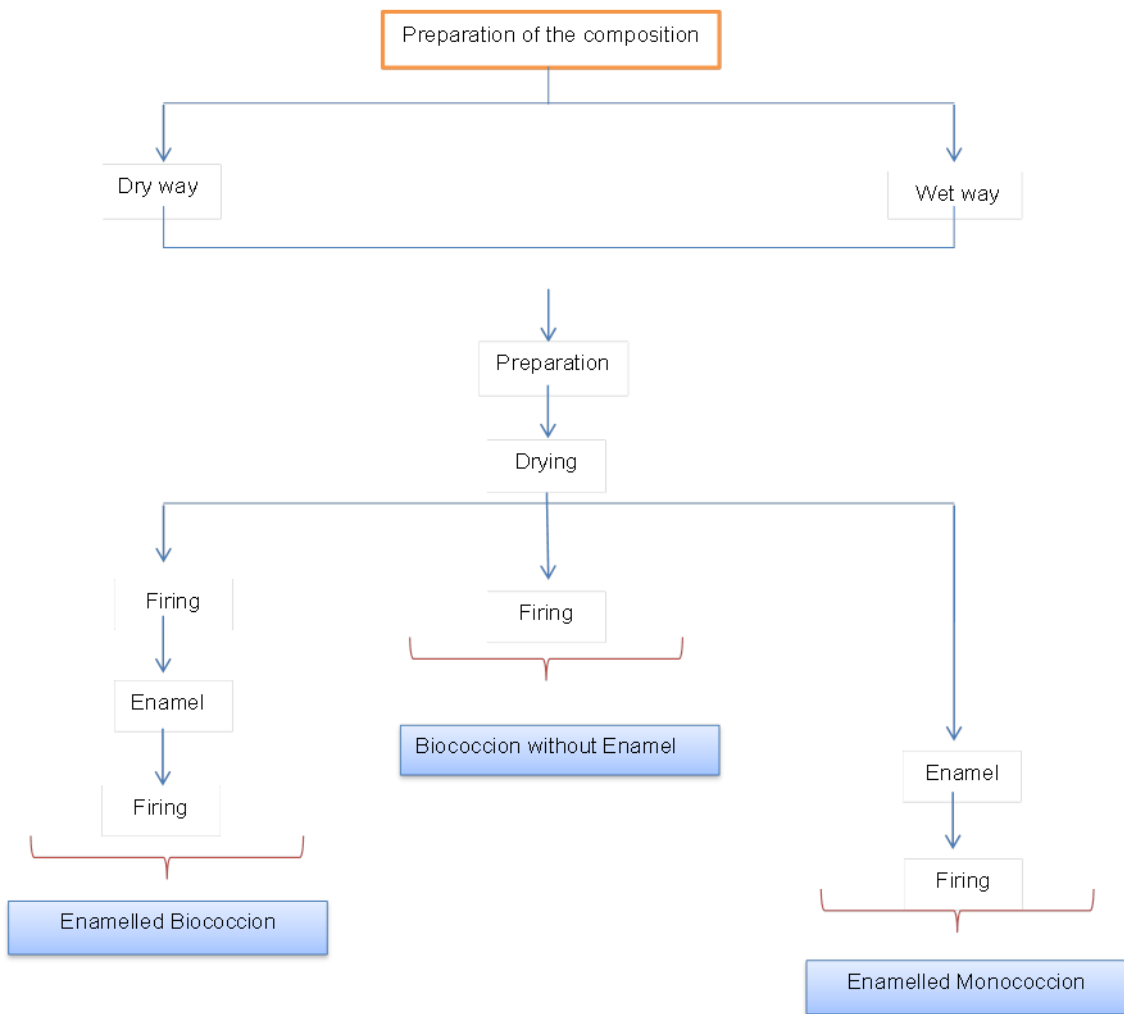 Preparation of the composition
Dry way
Wet way
Preparation
Drying
Firing
Firing
Enamel
Biococcion without Enamel
Enamel
Firing
Firing
Enamelled Biococcion
Enamelled Monococcion